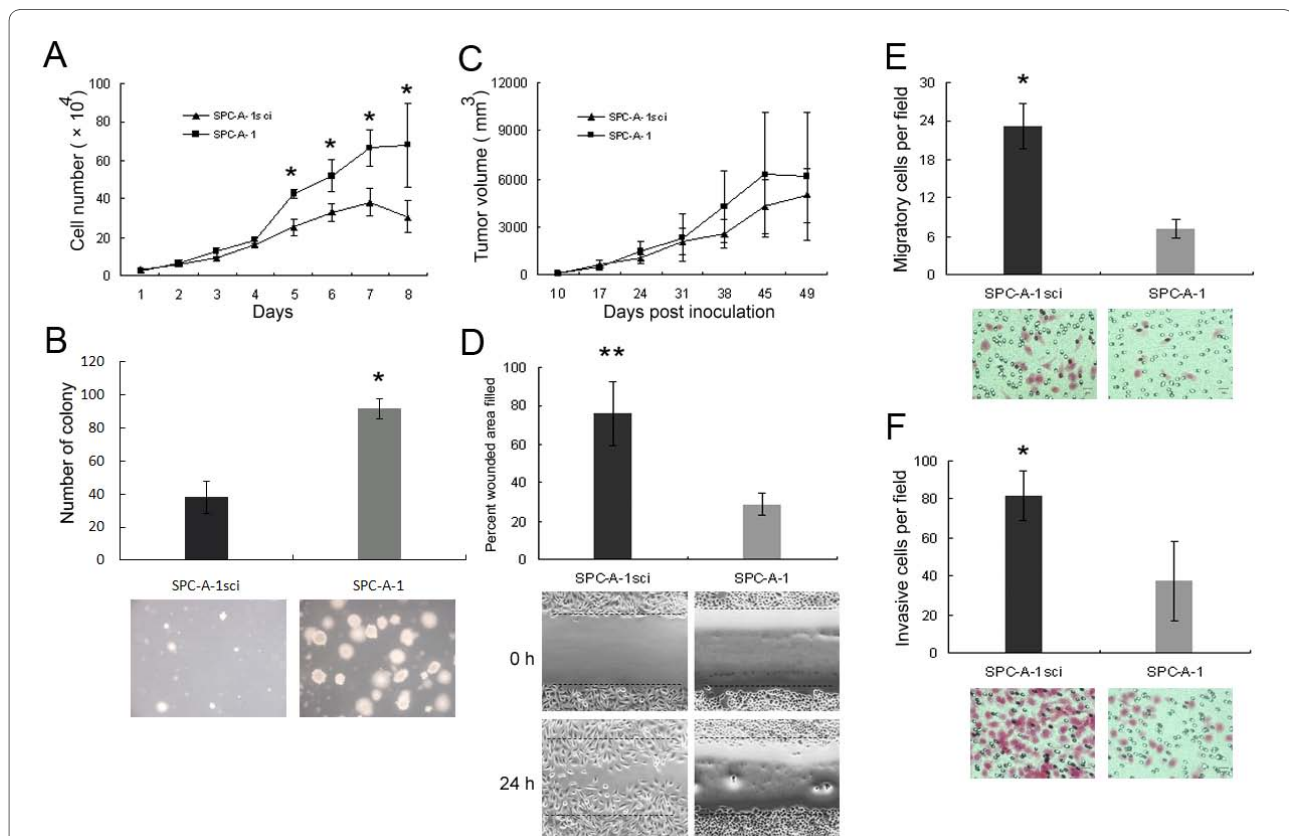 A
Cell number ( × 10⁴)
100
80
60
40
20
0
SPC-A-1sci
SPC-A-1
*
*
*
*
1 2 3 4 5 6 7 8
Days
B
Number of colony
120
100
80
60
40
20
0
*
SPC-A-1sci SPC-A-1
C
Tumor volume ( mm³)
12000
9000
6000
3000
0
SPC-A-1sci
SPC-A-1
10 17 24 31 38 45 49
Days post inoculation
D
Percent wounded area filled
100
80
60
40
20
0
**
SPC-A-1sci SPC-A-1
0 h
24 h
E
Migratory cells per field
30
24
18
12
6
0
*
SPC-A-1sci SPC-A-1
F
Invasive cells per field
100
80
60
40
20
0
*
SPC-A-1sci SPC-A-1